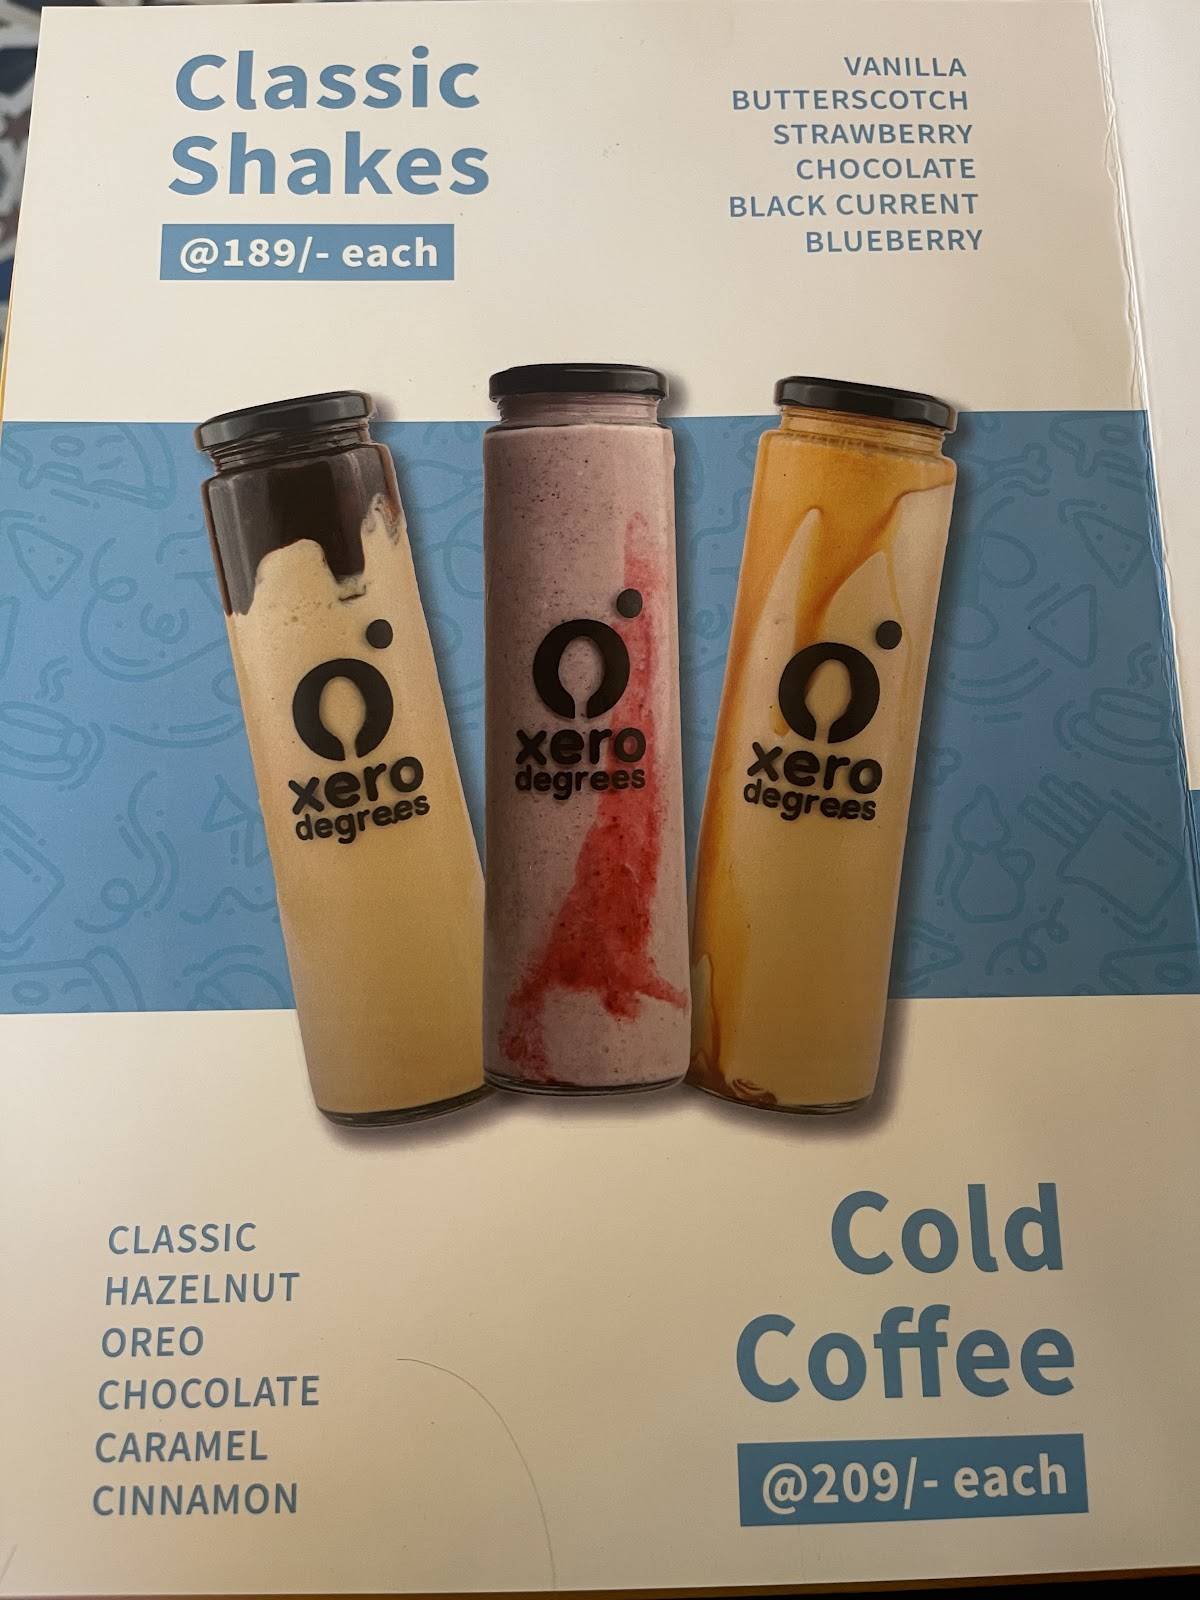 Classic
Shakes
@189/- each
VANILLA
BUTTERSCOTCH
STRAWBERRY
CHOCOLATE
BLACK CURRENT
BLUEBERRY
xero
degrees
xero
degrees
xero
degrees
CLASSIC
HAZELNUT
OREO
CHOCOLATE
CARAMEL
CINNAMON
Cold
Coffee
@209/- each